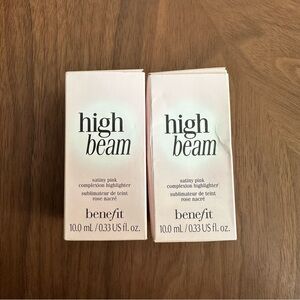 high
beam
satiny pink
complexion highlighter
sublimateur de teint
rose nacré
benefit
10.0 mL / 0.33 US fl. oz.
high
beam
satiny pink
complexion highlighter
sublimateur de teint
rose nacré
benefit
10.0 mL / 0.33 US fl. oz.